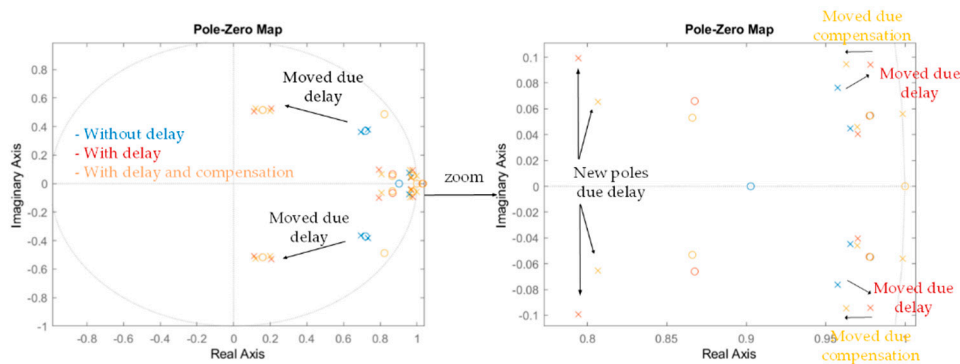 Pole-Zero Map
0.8
0.6
0.4
0.2
0
-0.2
-0.4
-0.6
-0.8
-1
Imaginary Axis
-0.8
-0.6
-0.4
-0.2
0
0.2
0.4
0.6
0.8
1
Real Axis
Moved due
delay
- Without delay
- With delay
- With delay and compensation
Moved due
delay
zoom
Pole-Zero Map
Moved due
compensation
Moved due
delay
0.1
0.08
0.06
0.04
0.02
0
-0.02
-0.04
-0.06
-0.08
-0.1
Imaginary Axis
New poles
due delay
Moved due
delay
Moved due
compensation
0.8
0.85
0.9
0.95
1
Real Axis